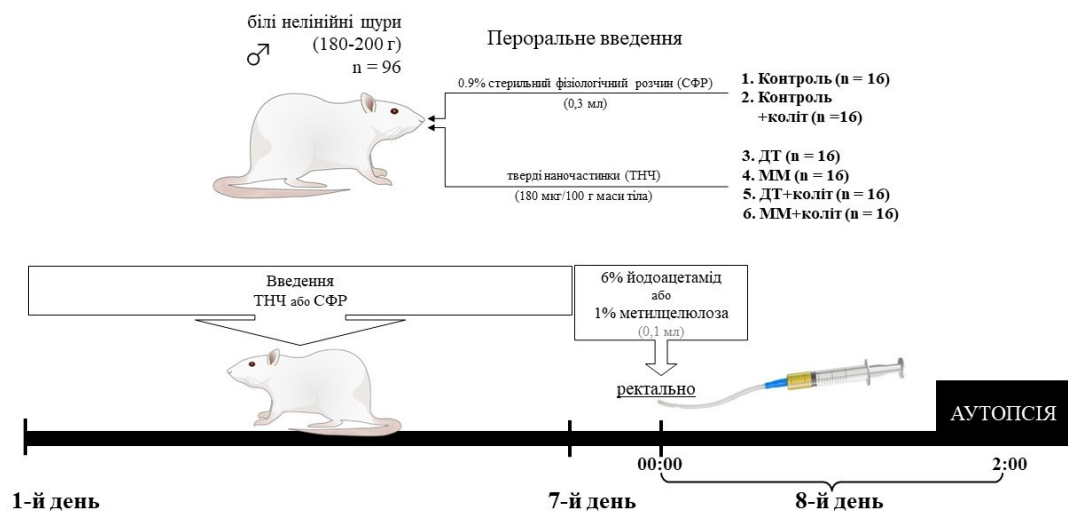 білі нелінійні щури
(180-200 г)
n = 96
Пероральне введення
0.9% стерильний фізіологічний розчин (СФР)
(0,3 мл)
1. Контроль (n = 16)
2. Контроль
+коліт (n =16)
тверді наночастинки (ТНЧ)
(180 мкг/100 г маси тіла)
3. ДТ (n = 16)
4. ММ (n = 16)
5. ДТ+коліт (n = 16)
6. ММ+коліт (n = 16)
Введення
ТНЧ або СФР
6% йодоацетамід
або
1% метилцелюлоза
(0,1 мл)
ректально
АУТОПСІЯ
00:00
2:00
1-й день
7-й день
8-й день